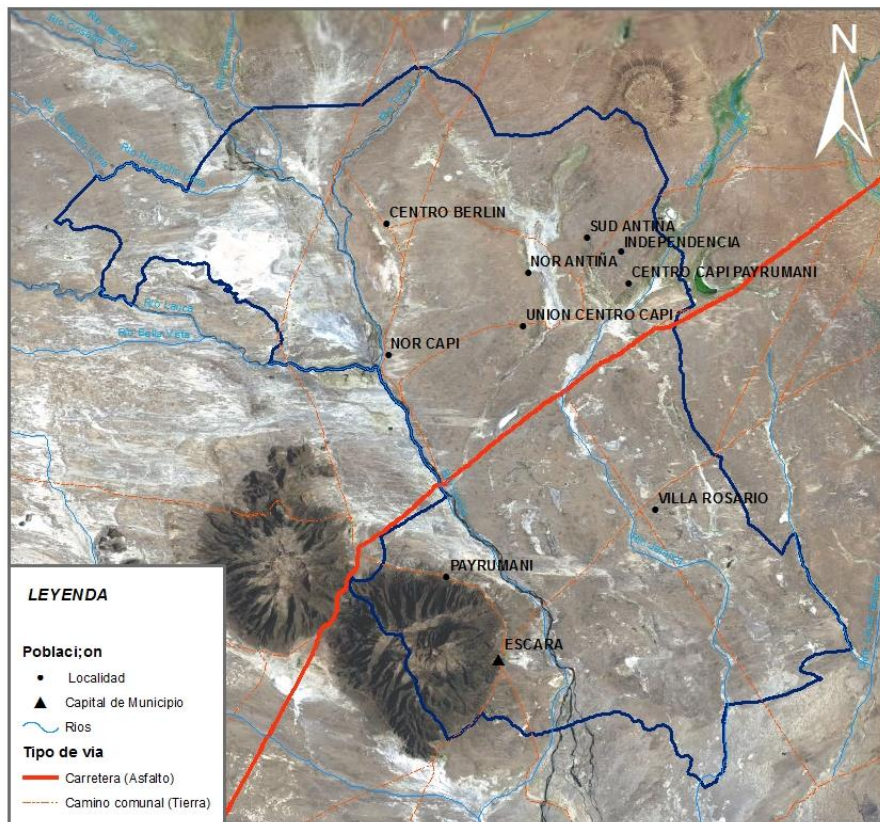 N
CENTRO BERLIN
SUD ANTIÑA
INDEPENDENCIA
NOR ANTIÑA
CENTRO CAPI PAYRUMANI
UNION CENTRO CAPI
NOR CAPI
Rio Lauca
Rio Bella Vista
VILLA ROSARIO
PAYRUMANI
ESCARA
LEYENDA
Poblaci;on
Localidad
Capital de Municipio
Rios
Tipo de via
Carretera (Asfalto)
Camino comunal (Tierra)